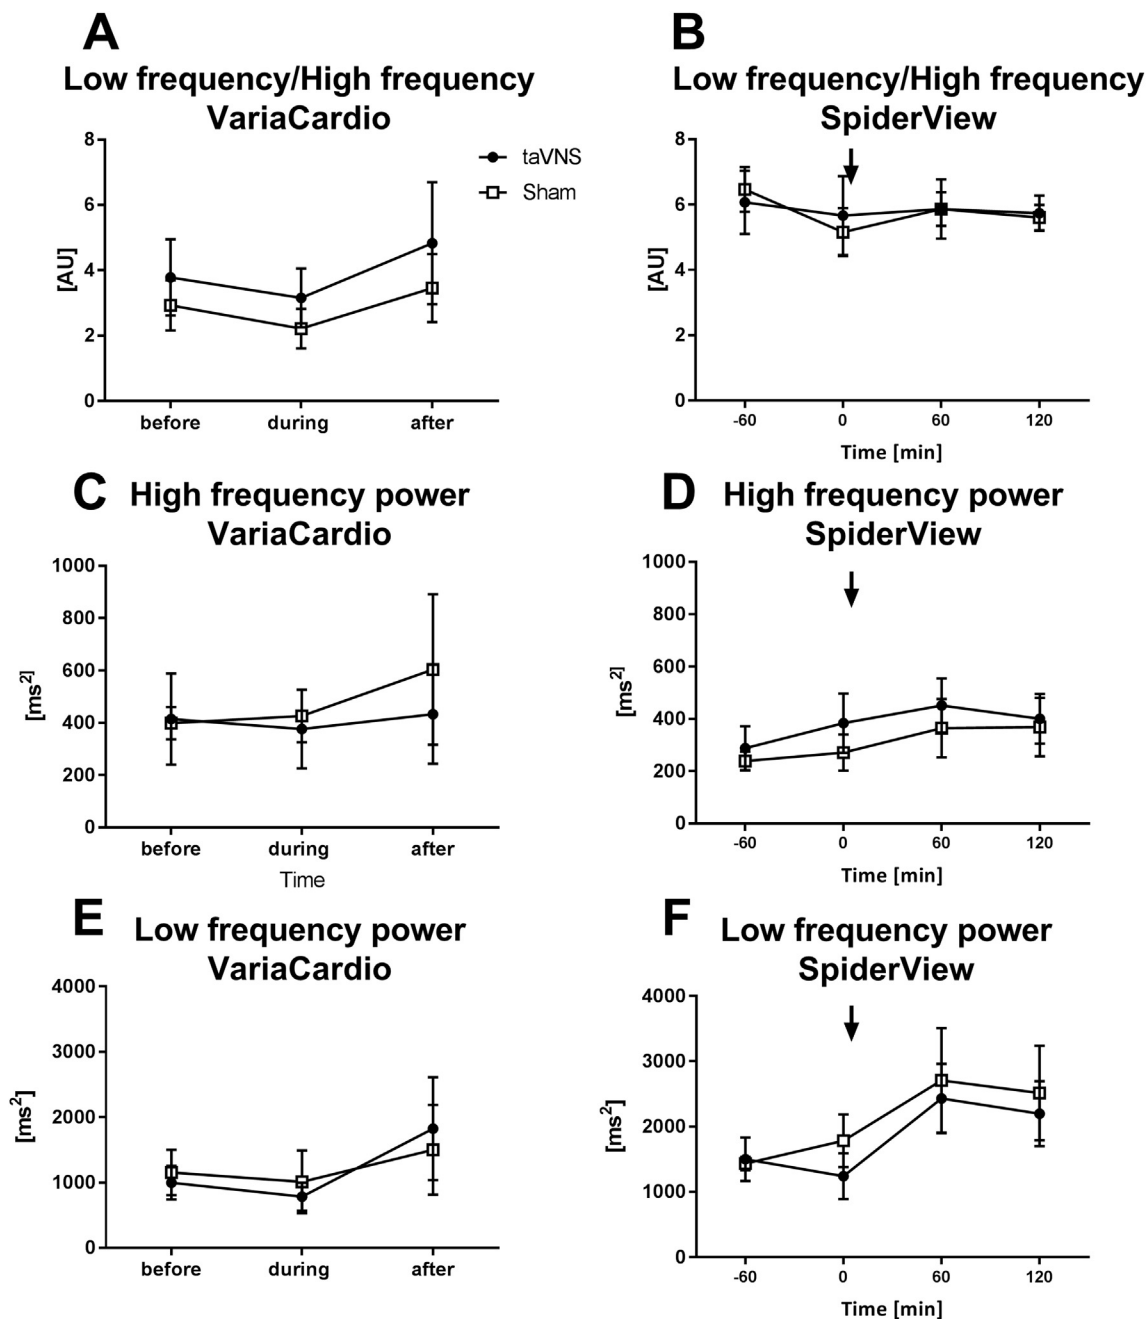 A
Low frequency/High frequency
VariaCardio
8
6
4
2
0
[AU]
taVNS
Sham
before during after
B
Low frequency/High frequency
SpiderView
8
6
4
2
0
[AU]
-60 0 60 120
Time [min]
C High frequency power
VariaCardio
1000
800
600
400
200
0
[ms²]
before during after
Time
D High frequency power
SpiderView
1000
800
600
400
200
0
[ms²]
-60 0 60 120
Time [min]
E Low frequency power
VariaCardio
4000
3000
2000
1000
0
[ms²]
before during after
F Low frequency power
SpiderView
4000
3000
2000
1000
0
[ms²]
-60 0 60 120
Time [min]